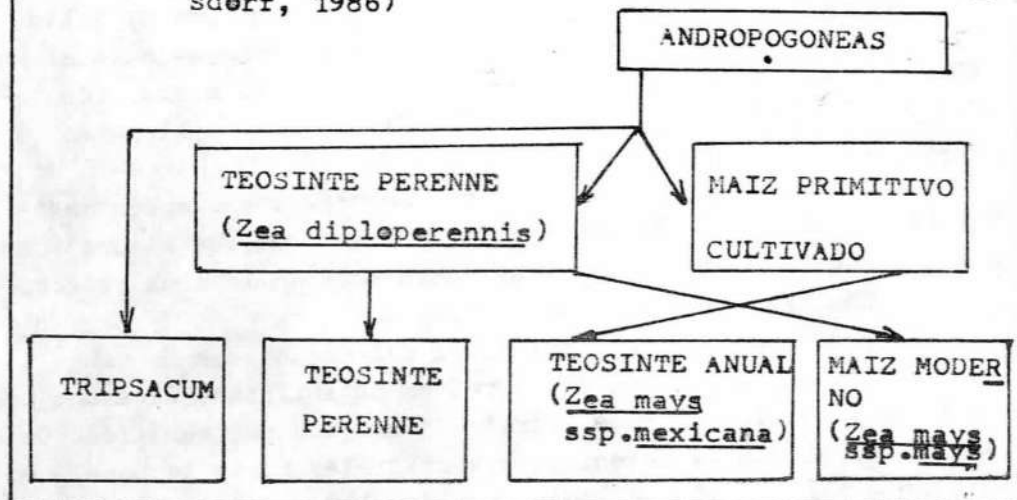 sdorf, 1986)
ANDROPOGONEAS
TEOSINTE PERENNE
(Zea diploperennis)
MAIZ PRIMITIVO
CULTIVADO
TRIPSACUM
TEOSINTE
PERENNE
TEOSINTE ANUAL
(Zea mays
ssp.mexicana)
MAIZ MODER
NO
(Zea mays
ssp.mays)